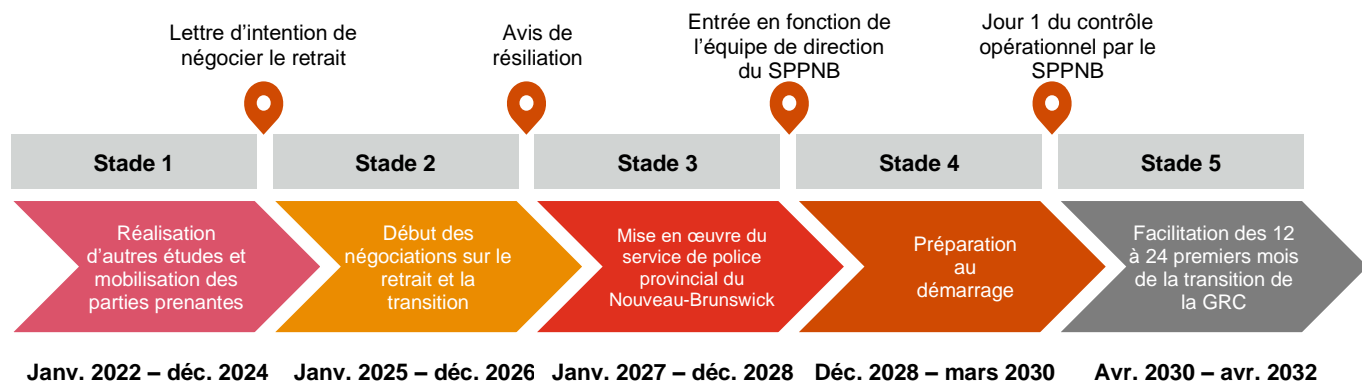 Lettre d'intention de
négocier le retrait
Avis de
résiliation
Entrée en fonction de
l'équipe de direction
du SPPNB
Jour 1 du contrôle
opérationnel par le
SPPNB
Stade 1
Stade 2
Stade 3
Stade 4
Stade 5
Réalisation
d'autres études et
mobilisation des
parties prenantes
Début des
négociations sur le
retrait et la
transition
Mise en œuvre du
service de police
provincial du
Nouveau-Brunswick
Préparation
au
démarrage
Facilitation des 12
à 24 premiers mois
de la transition de
la GRC
Janv. 2022 – déc. 2024
Janv. 2025 – déc. 2026
Janv. 2027 – déc. 2028
Déc. 2028 – mars 2030
Avr. 2030 – avr. 2032